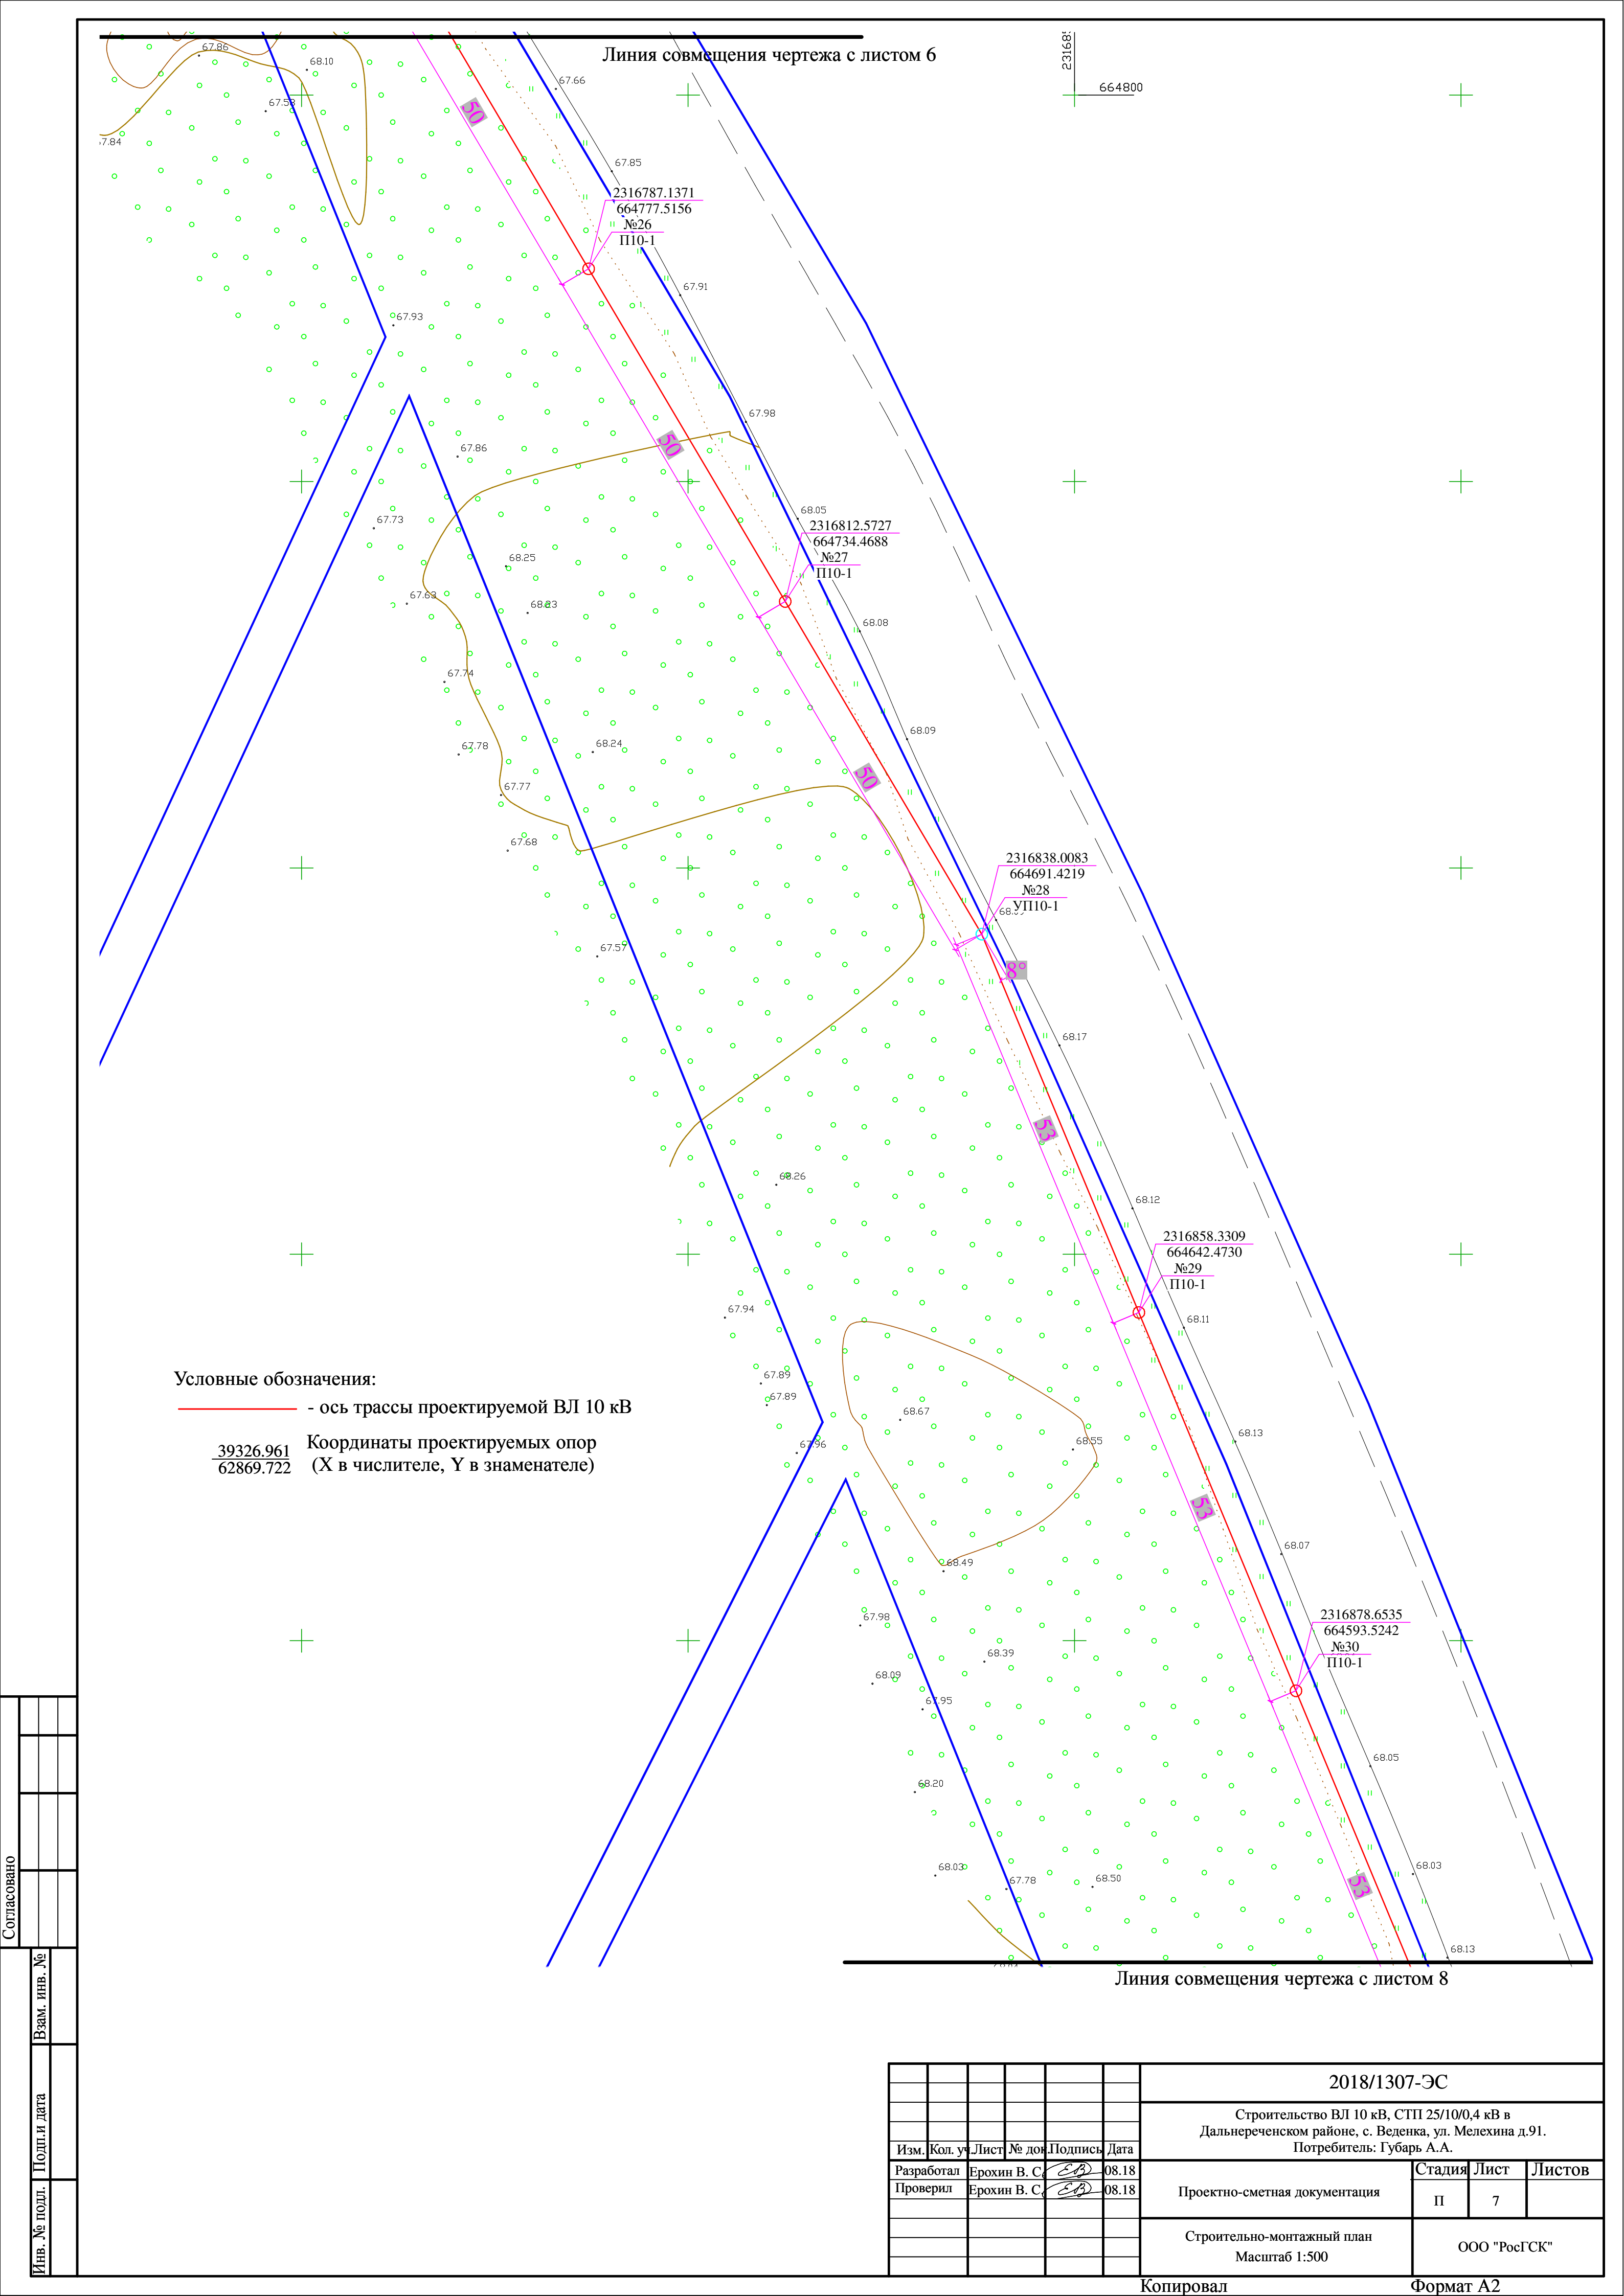 Линия совмещения чертежа с листом 6
664800
67.86
68.10
67.53
67.66
67.85
2316787.1371
664777.5156
№26
П10-1
50
67.91
67.93
67.98
67.86
50
67.73
68.05
2316812.5727
664734.4688
№27
П10-1
68.25
67.63
68.23
68.08
67.74
68.09
67.78
68.24
50
67.77
67.68
2316838.0083
664691.4219
№28
УП10-1
67.57
8°
68.17
53
68.26
68.12
2316858.3309
664642.4730
№29
П10-1
67.94
68.11
67.89
67.89
68.67
68.55
68.13
67.96
Условные обозначения:
- ось трассы проектируемой ВЛ 10 кВ
39326.961
62869.722
Координаты проектируемых опор
(X в числителе, Y в знаменателе)
53
68.07
68.49
67.98
2316878.6535
664593.5242
№30
П10-1
68.39
68.09
67.95
68.05
68.20
68.03
68.03
67.78
68.50
53
68.13
Линия совмещения чертежа с листом 8
Согласовано
Взам. инв. №
Подп.и дата
Инв. № подл.
2018/1307-ЭС
Строительство ВЛ 10 кВ, СТП 25/10/0,4 кВ в
Дальнереченском районе, с. Веденка, ул. Мелехина д.91.
Потребитель: Губарь А.А.
Изм. Кол. уч Лист № док. Подпись Дата
Разработал Ерохин В. С. 08.18
Проверил Ерохин В. С. 08.18
Проектно-сметная документация
Стадия Лист Листов
П 7
Строительно-монтажный план
Масштаб 1:500
ООО "РосГСК"
Копировал Формат А2